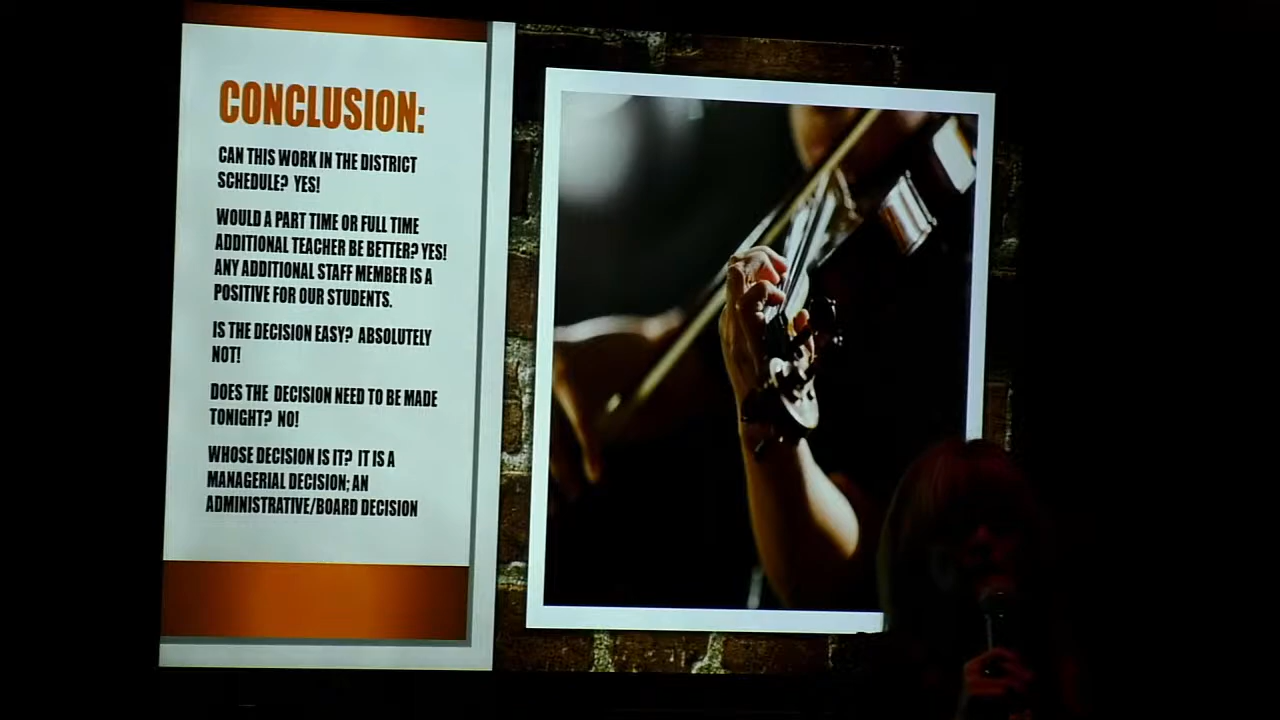 CONCLUSION:
CAN THIS WORK IN THE DISTRICT
SCHEDULE? YES!
WOULD A PART TIME OR FULL TIME
ADDITIONAL TEACHER BE BETTER? YES!
ANY ADDITIONAL STAFF MEMBER IS A
POSITIVE FOR OUR STUDENTS.
IS THE DECISION EASY? ABSOLUTELY
NOT!
DOES THE DECISION NEED TO BE MADE
TONIGHT? NO!
WHOSE DECISION IS IT? IT IS A
MANAGERIAL DECISION; AN
ADMINISTRATIVE/BOARD DECISION